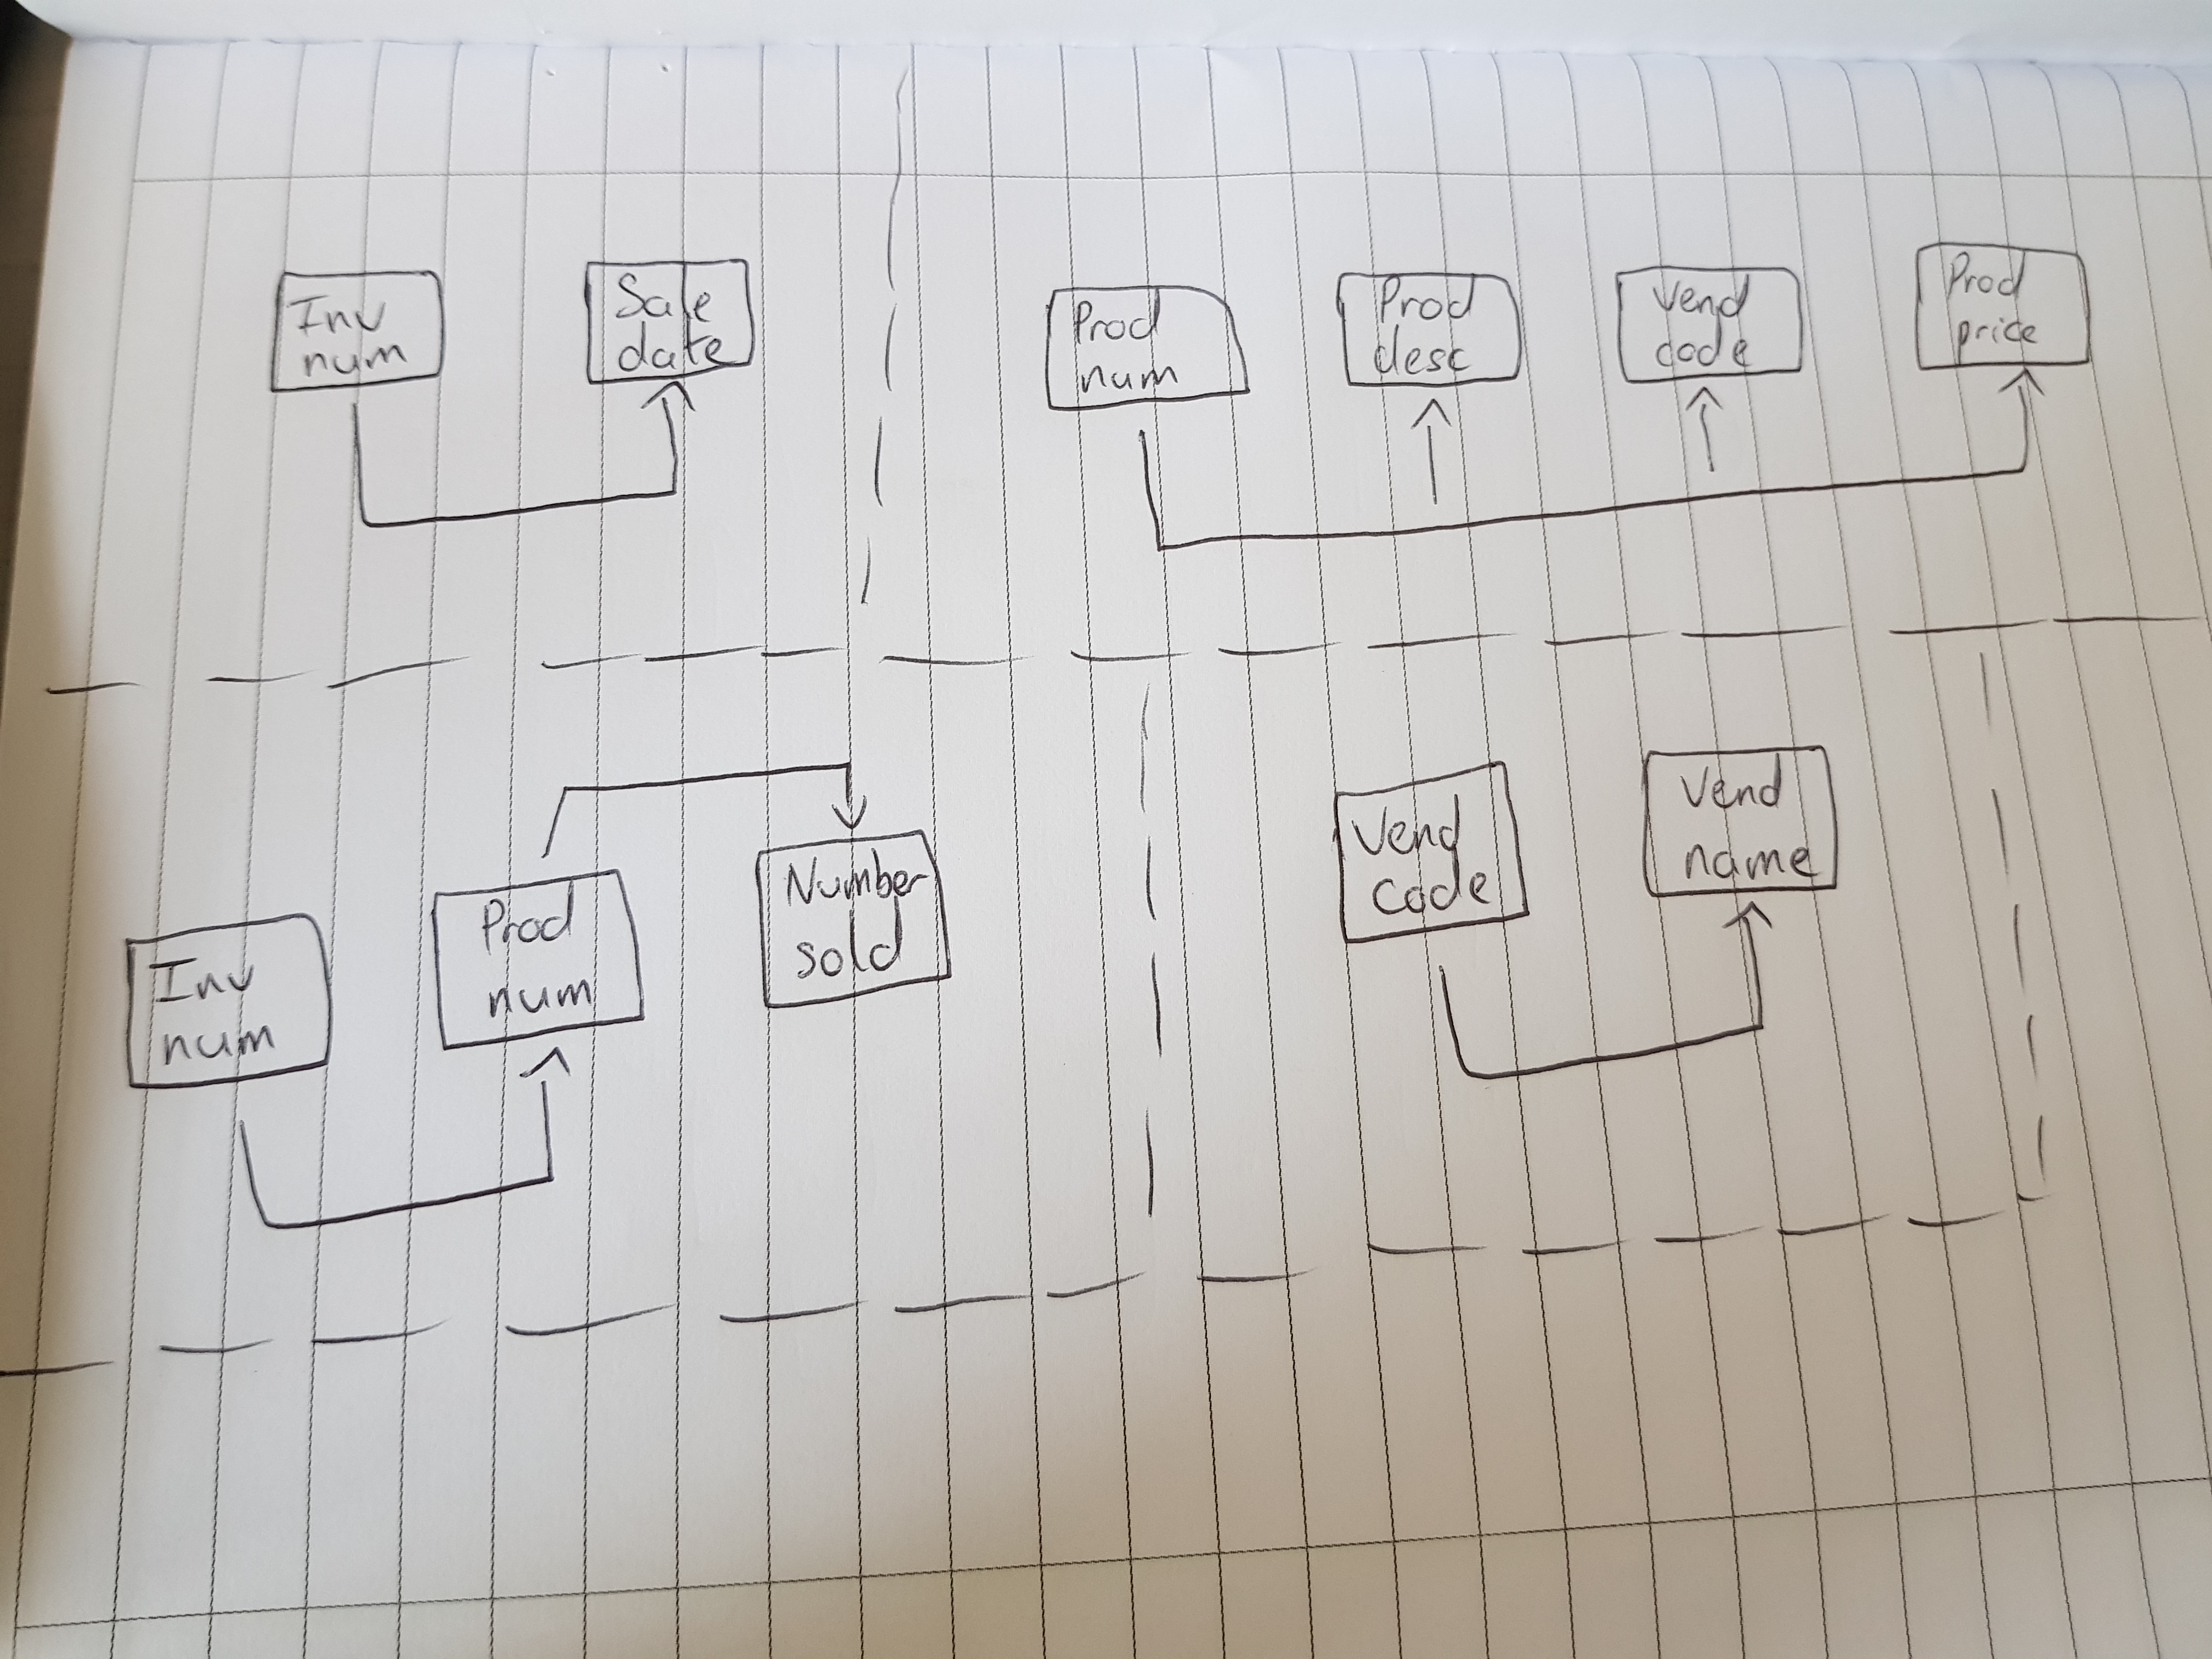 Inv
num
Sale
date
Prod
num
Prod
desc
Vend
code
Prod
price
Inv
num
Prod
num
Number
sold
Vend
Code
Vend
name